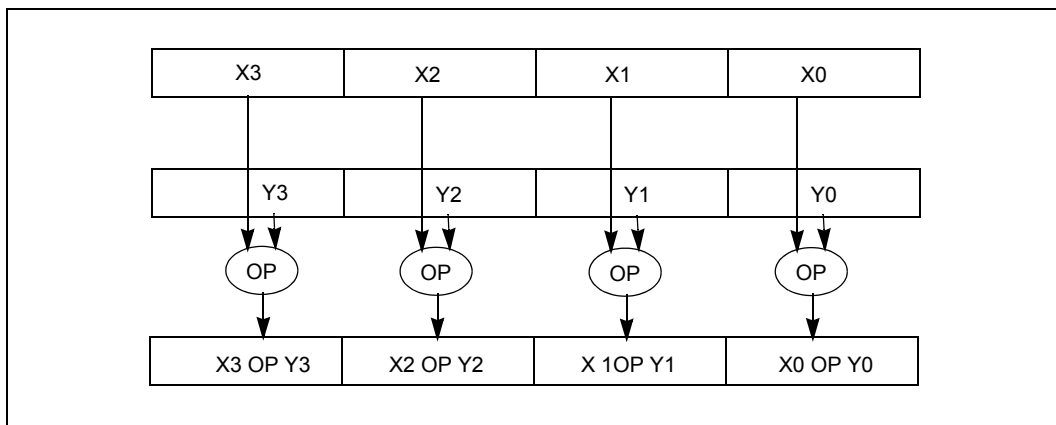 X3 X2 X1 X0
Y3 Y2 Y1 Y0
OP OP OP OP
X3 OP Y3 X2 OP Y2 X 1OP Y1 X0 OP Y0